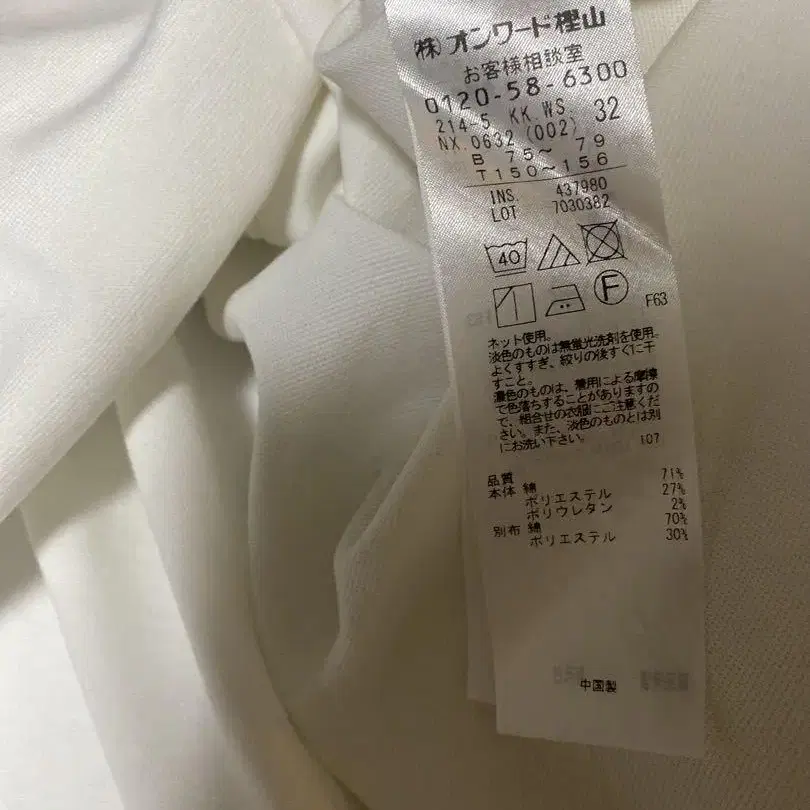 (株)オンワード樫山
お客様相談室
0120-58-6300
214-5 KK.WS 32
NX.0632 (002)
B 75~ 79
T150~156
INS. 437980
LOT 7030382
40
F
F63
ネット使用。
淡色のものは無蛍光洗剤を使用。
よくすすぎ、絞りの後すぐに干
すこと。
濃色のものは、着用による摩擦
で色落ちすることがありますの
で、組合せの衣服にご注意くだ
さい。また、淡色のものとは別
にお洗い下さい。 107
品質
本体 綿 71%
ポリエステル 27%
ポリウレタン 2%
別布 綿 70%
ポリエステル 30%
中国製